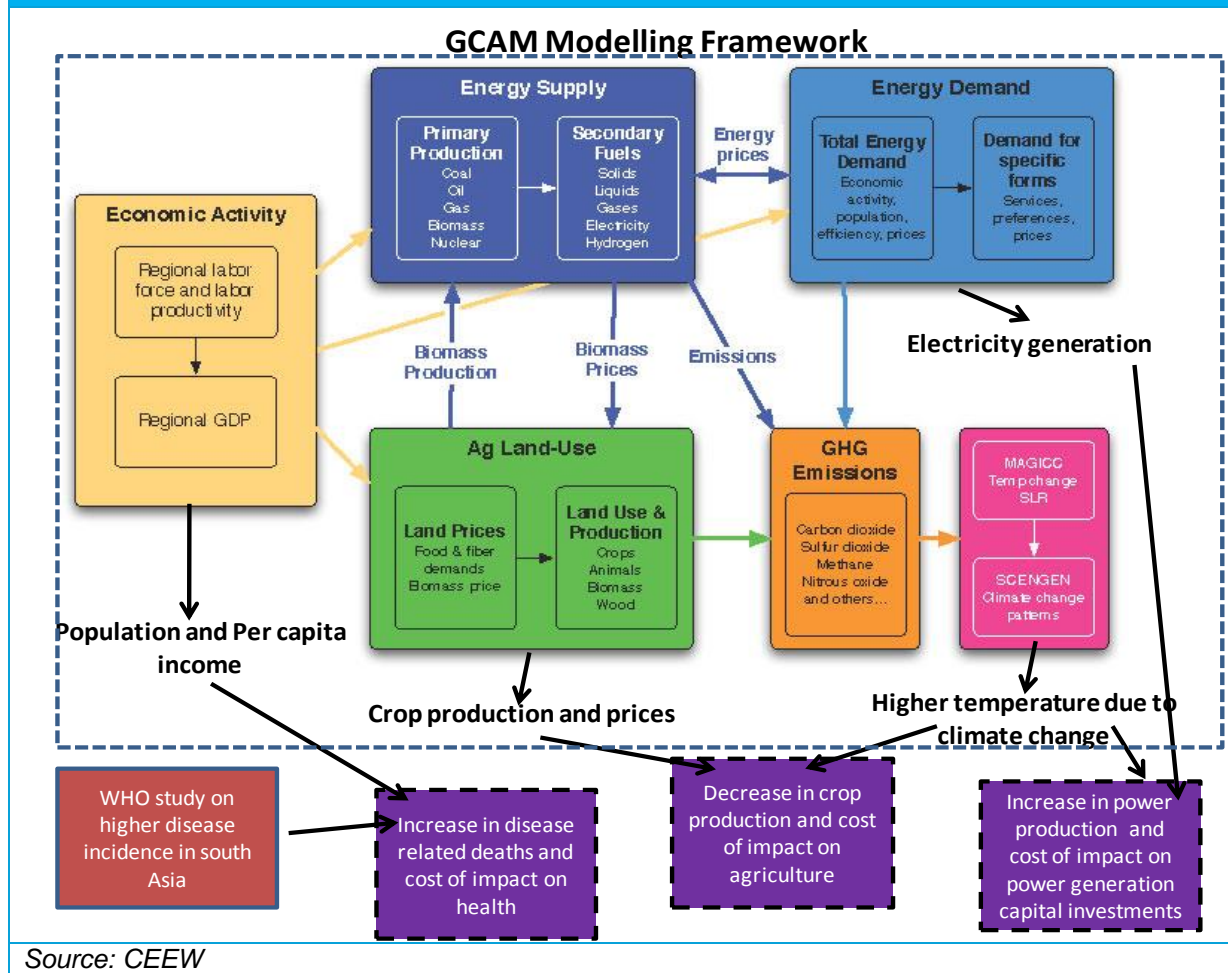 GCAM Modelling Framework
Energy Supply
Primary
Production
Coal
Oil
Gas
Biomass
Nuclear
Secondary
Fuels
Solids
Liquids
Gases
Electricity
Hydrogen
Energy
prices
Energy Demand
Total Energy
Demand
Economic
activity,
population,
efficiency, prices
Demand for
specific
forms
Services,
preferences,
prices
Economic Activity
Regional labor
force and labor
productivity
Regional GDP
Biomass
Production
Biomass
Prices
Emissions
Electricity generation
Ag Land-Use
Land Prices
Food & fiber
demands
Biomass price
Land Use &
Production
Crops
Animals
Biomass
Wood
GHG
Emissions
Carbon dioxide
Sulfur dioxide
Methane
Nitrous oxide
and others...
MAGICC
Temp change
SLR
SCENGEN
Climate change
patterns
Population and Per capita
income
Crop production and prices
Higher temperature due to
climate change
WHO study on
higher disease
incidence in south
Asia
Increase in disease
related deaths and
cost of impact on
health
Decrease in crop
production and cost
of impact on
agriculture
Increase in power
production and
cost of impact on
power generation
capital investments
Source: CEEW